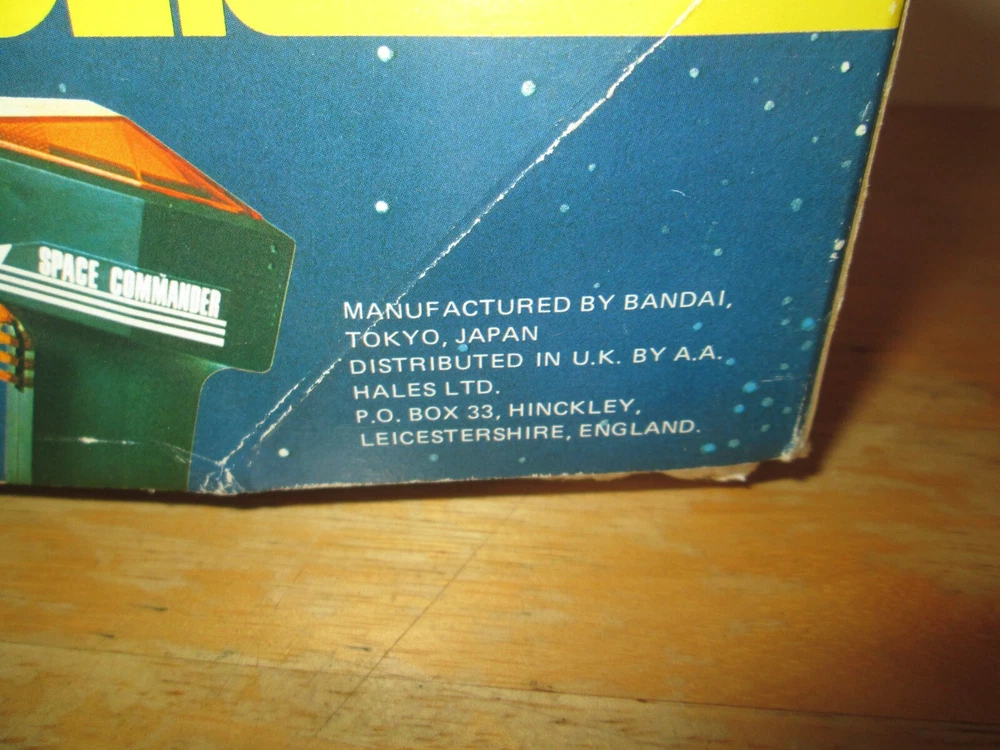 SPACE COMMANDER
MANUFACTURED BY BANDAI,
TOKYO, JAPAN
DISTRIBUTED IN U.K. BY A.A.
HALES LTD.
P.O. BOX 33, HINCKLEY,
LEICESTERSHIRE, ENGLAND.